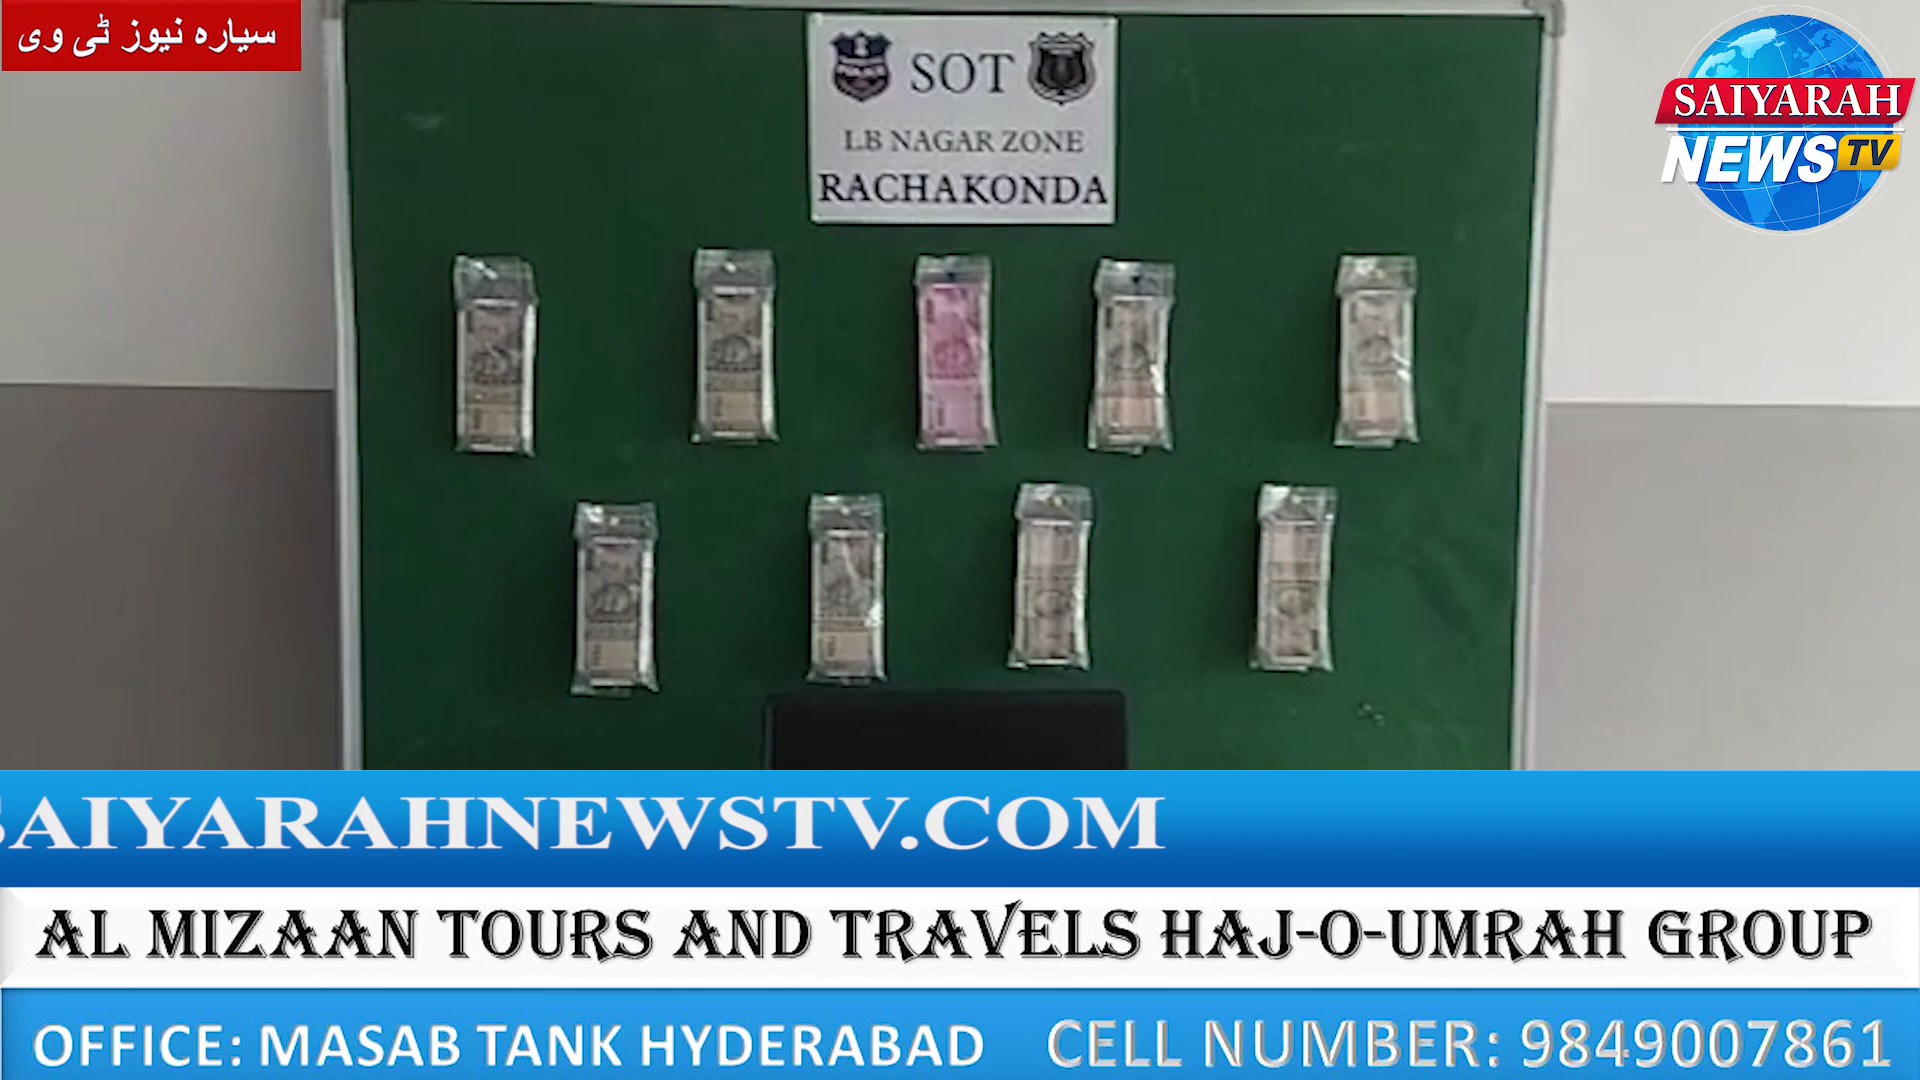 سیارہ نیوز ٹی وی
SAIYARAH
NEWS TV
SOT
LB NAGAR ZONE
RACHAKONDA
SAIYARAHNEWSTV.COM
AL MIZAAN TOURS AND TRAVELS HAJ-O-UMRAH GROUP
OFFICE: MASAB TANK HYDERABAD CELL NUMBER: 9849007861